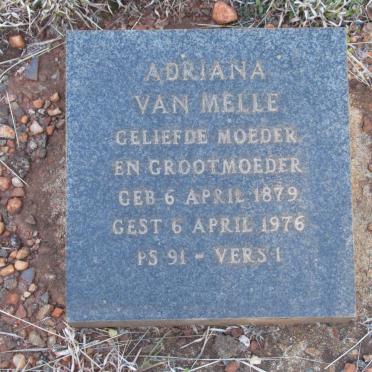 ADRIANA
VAN MELLE
GELIEFDE MOEDER
EN GROOTMOEDER
GEB 6 APRIL 1879
GEST 6 APRIL 1976
PS 91 - VERS 1